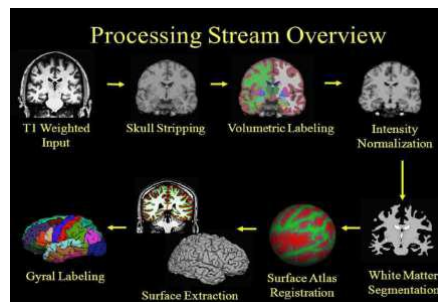 Processing Stream Overview
T1 Weighted
Input
Skull Stripping
Volumetric Labeling
Intensity
Normalization
Gyral Labeling
Surface Extraction
Surface Atlas
Registration
White Matter
Segmentation